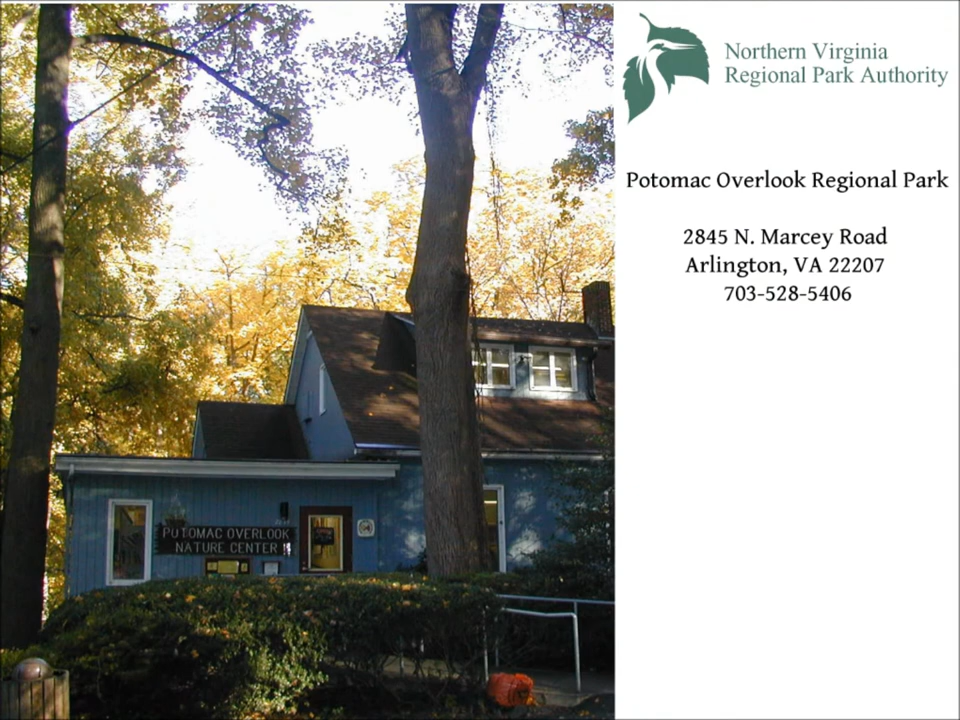 Northern Virginia
Regional Park Authority
Potomac Overlook Regional Park
2845 N. Marcey Road
Arlington, VA 22207
703-528-5406
POTOMAC OVERLOOK
NATURE CENTER